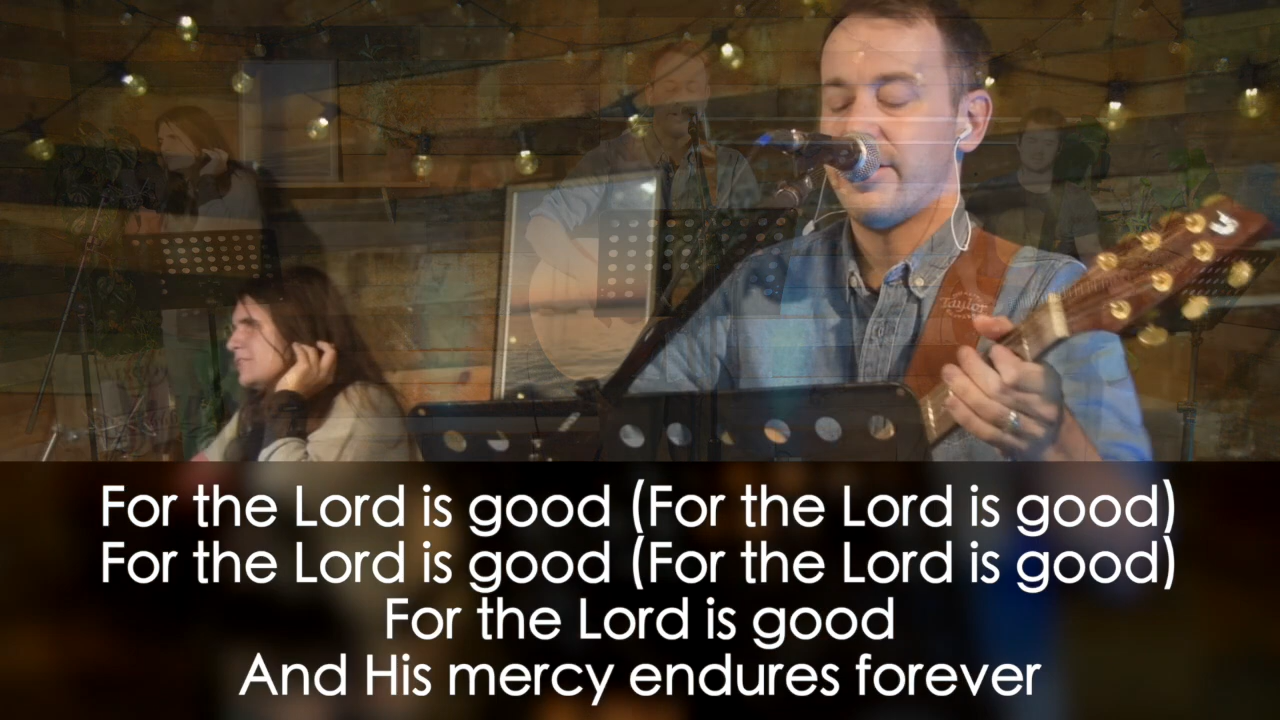 Taylor
For the Lord is good (For the Lord is good)
For the Lord is good (For the Lord is good)
For the Lord is good
And His mercy endures forever